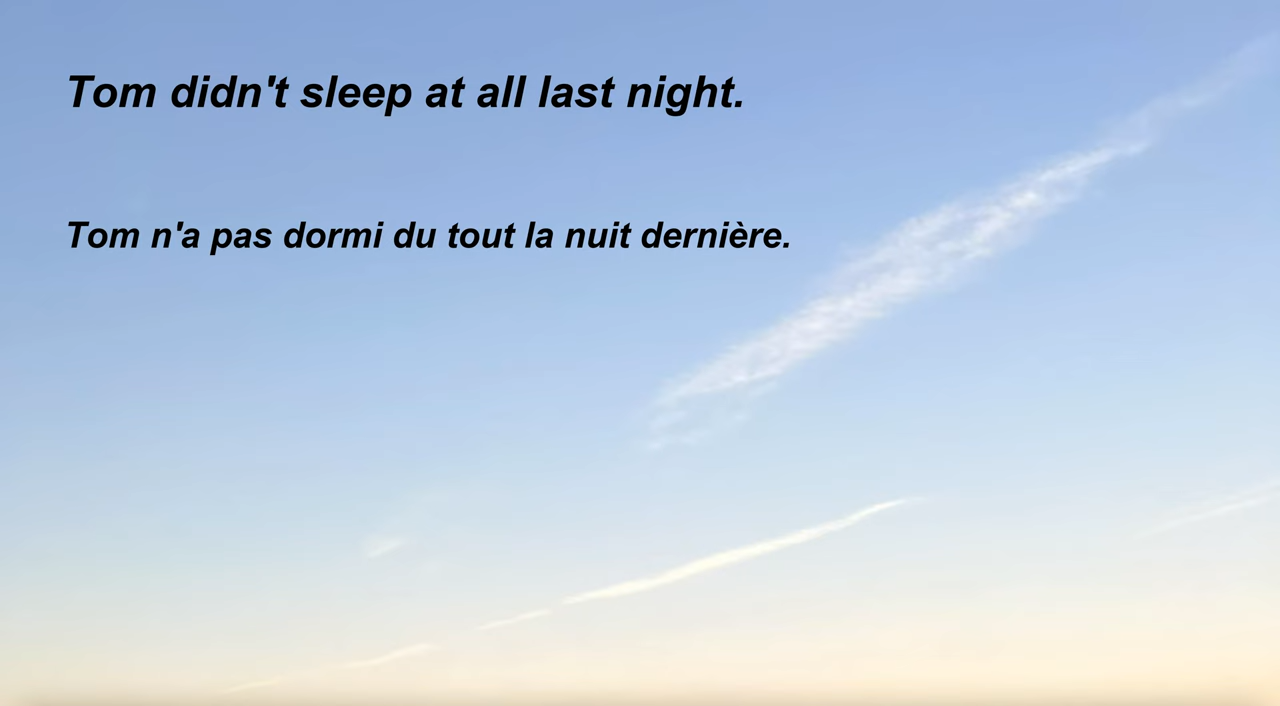 Tom didn't sleep at all last night.
Tom n'a pas dormi du tout la nuit dernière.